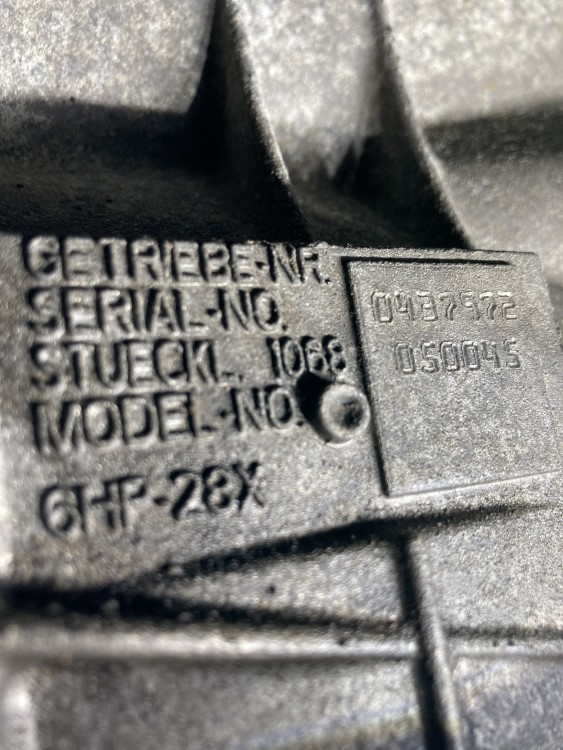 GETRIEBE-NR.
SERIAL-NO. 0437972
STUECKL. 1068 050045
MODEL-NO.
6HP-28X